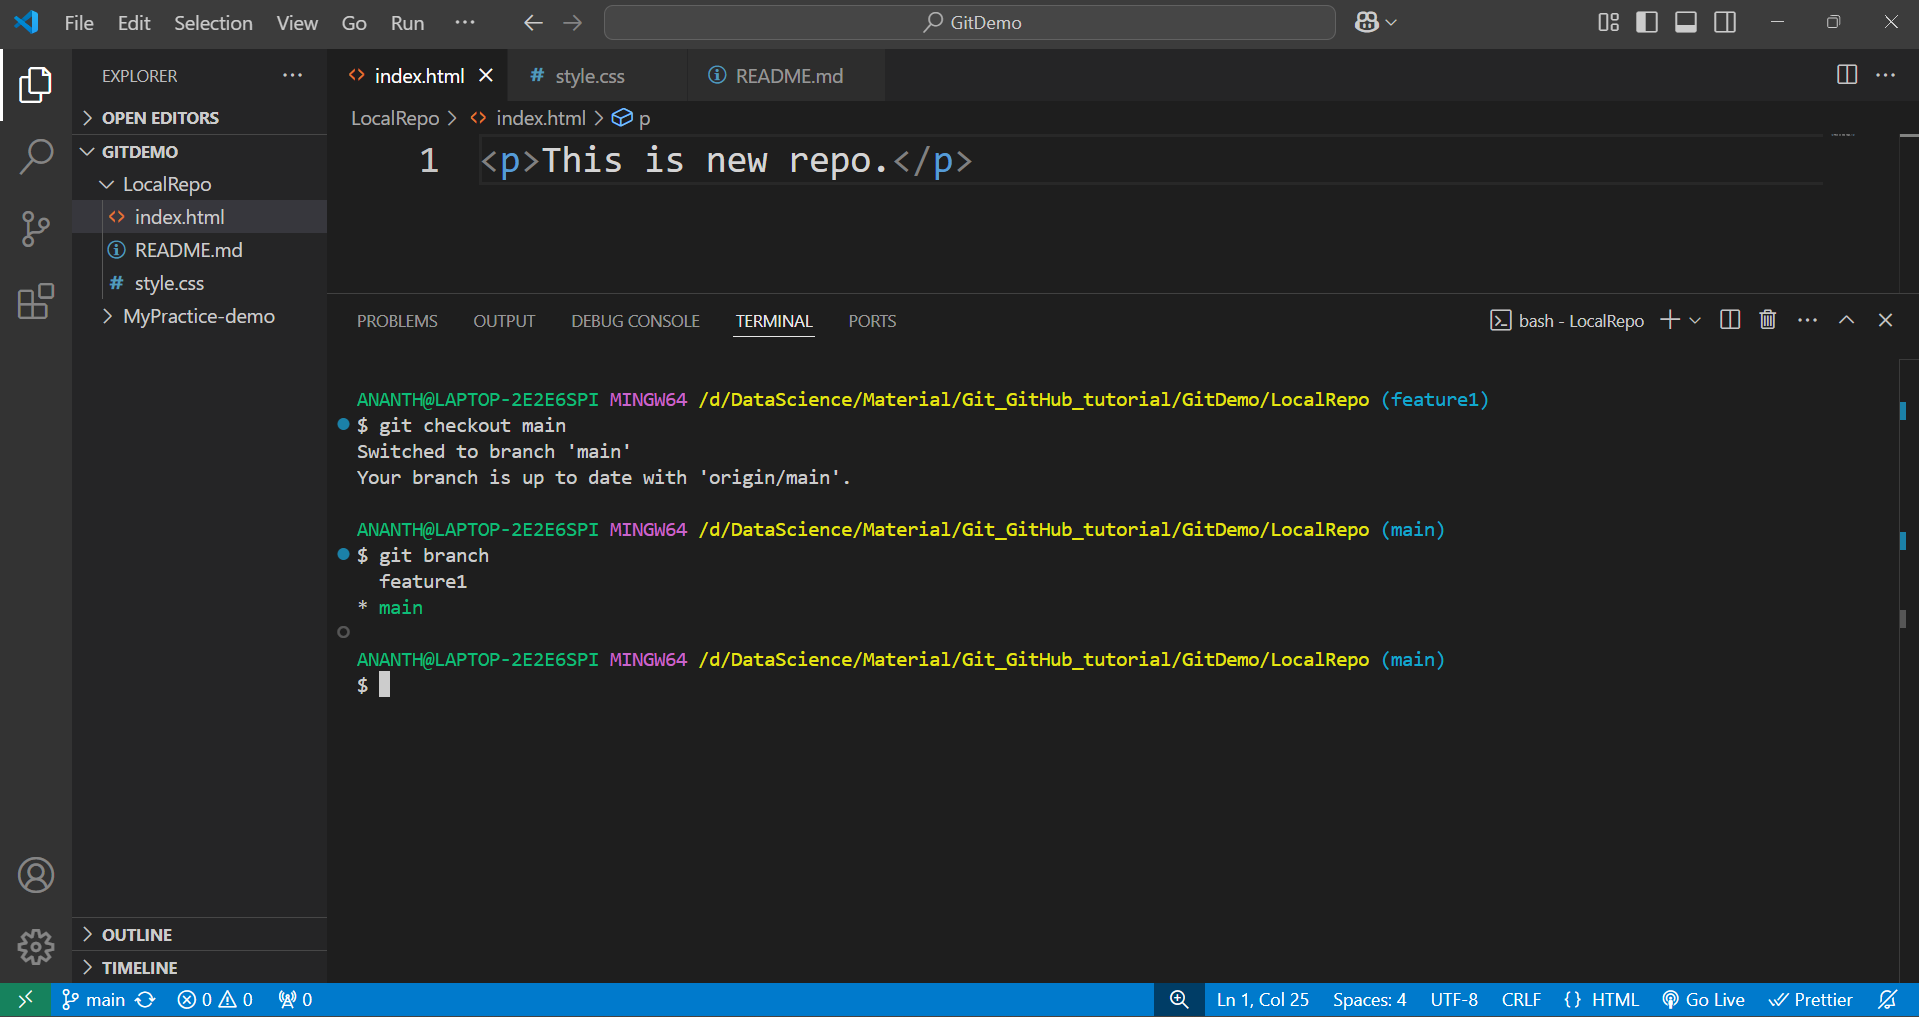 File Edit Selection View Go Run ··· GitDemo
EXPLORER ···
OPEN EDITORS
GITDEMO
LocalRepo
index.html
README.md
style.css
MyPractice-demo
OUTLINE
TIMELINE
index.html style.css README.md
LocalRepo > index.html > p
1 <p>This is new repo.</p>
PROBLEMS OUTPUT DEBUG CONSOLE TERMINAL PORTS bash - LocalRepo
ANANTH@LAPTOP-2E2E6SPI MINGW64 /d/DataScience/Material/Git_GitHub_tutorial/GitDemo/LocalRepo (feature1)
$ git checkout main
Switched to branch 'main'
Your branch is up to date with 'origin/main'.
ANANTH@LAPTOP-2E2E6SPI MINGW64 /d/DataScience/Material/Git_GitHub_tutorial/GitDemo/LocalRepo (main)
$ git branch
feature1
* main
ANANTH@LAPTOP-2E2E6SPI MINGW64 /d/DataScience/Material/Git_GitHub_tutorial/GitDemo/LocalRepo (main)
$
main 0 0 0 Ln 1, Col 25 Spaces: 4 UTF-8 CRLF {} HTML Go Live Prettier